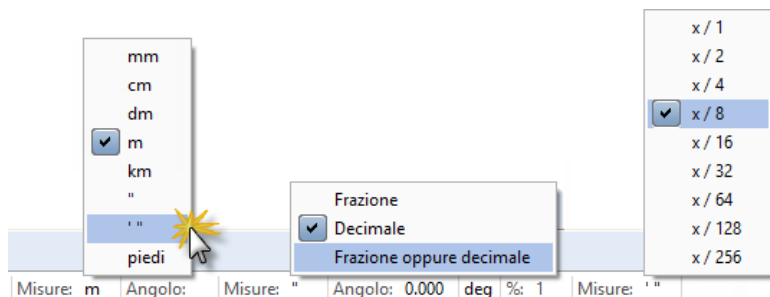 mm
cm
dm
m
km
"
' "
piedi
Frazione
Decimale
Frazione oppure decimale
x / 1
x / 2
x / 4
x / 8
x / 16
x / 32
x / 64
x / 128
x / 256
Misure: m Angolo: Misure: " Angolo: 0.000 deg %: 1 Misure: ' "